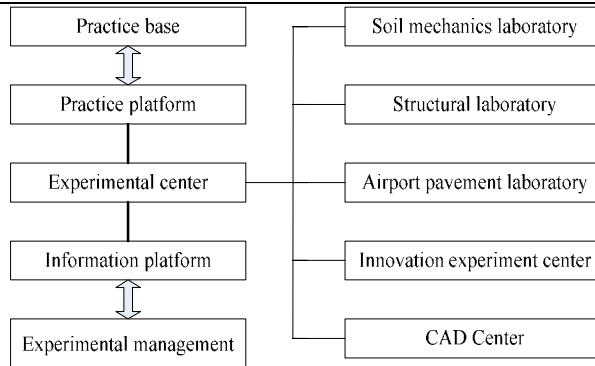 Practice base
Practice platform
Experimental center
Information platform
Experimental management
Soil mechanics laboratory
Structural laboratory
Airport pavement laboratory
Innovation experiment center
CAD Center